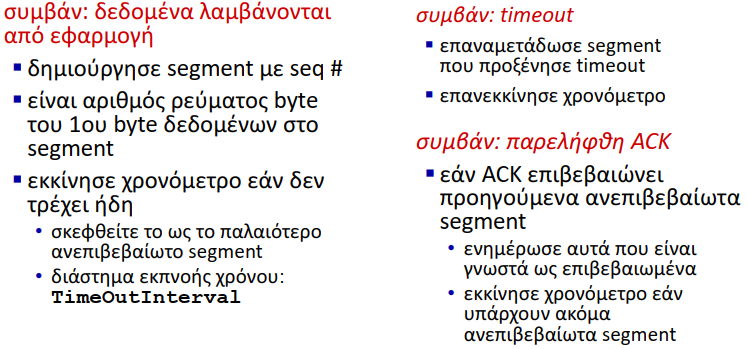 συμβάν: δεδομένα λαμβάνονται
από εφαρμογή
▪ δημιούργησε segment με seq #
▪ είναι αριθμός ρεύματος byte
του 1ου byte δεδομένων στο
segment
▪ εκκίνησε χρονόμετρο εάν δεν
τρέχει ήδη
• σκεφθείτε το ως το παλαιότερο
ανεπιβεβαίωτο segment
• διάστημα εκπνοής χρόνου:
TimeOutInterval
συμβάν: timeout
▪ επαναμετάδωσε segment
που προξένησε timeout
▪ επανεκκίνησε χρονόμετρο
συμβάν: παρελήφθη ACK
▪ εάν ACK επιβεβαιώνει
προηγούμενα ανεπιβεβαίωτα
segment
• ενημέρωσε αυτά που είναι
γνωστά ως επιβεβαιωμένα
• εκκίνησε χρονόμετρο εάν
υπάρχουν ακόμα
ανεπιβεβαίωτα segment